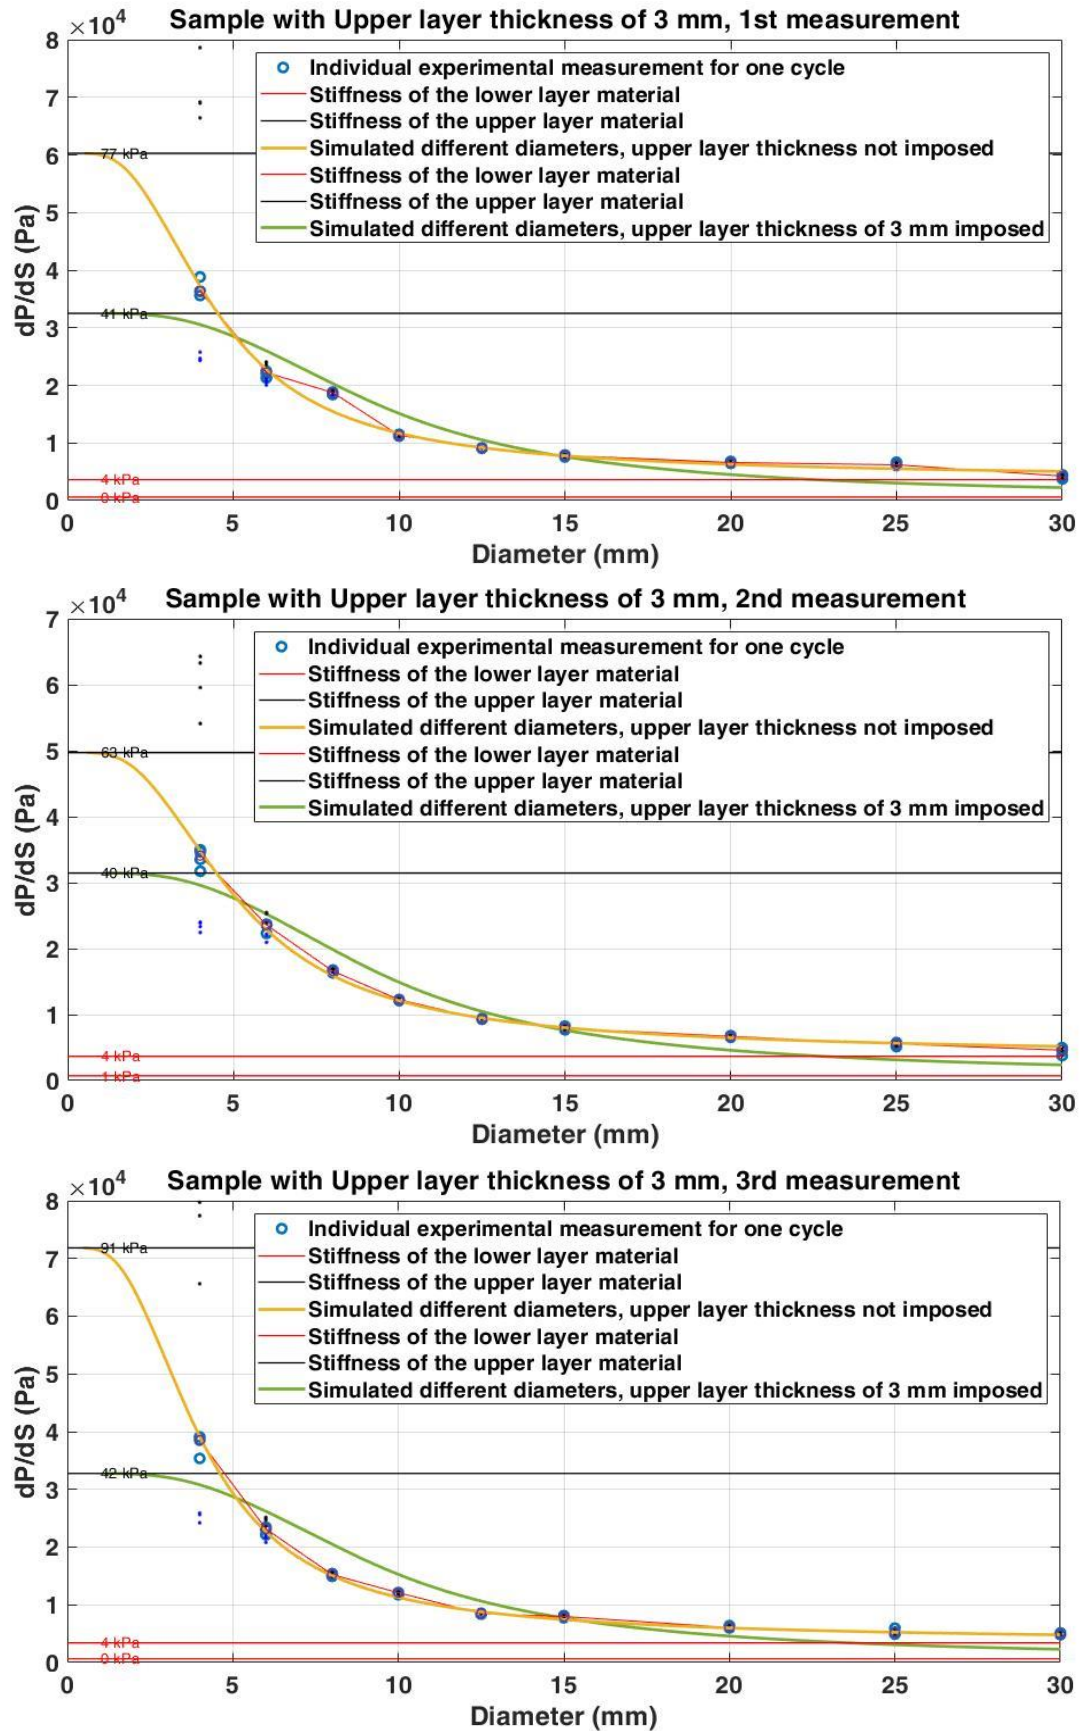 ×10⁴ Sample with Upper layer thickness of 3 mm, 1st measurement
8
7
6
5
4
3
2
1
0
dP/dS (Pa)
Individual experimental measurement for one cycle
Stiffness of the lower layer material
Stiffness of the upper layer material
Simulated different diameters, upper layer thickness not imposed
Stiffness of the lower layer material
Stiffness of the upper layer material
Simulated different diameters, upper layer thickness of 3 mm imposed
77 kPa
41 kPa
4 kPa
0 kPa
0 5 10 15 20 25 30
Diameter (mm)
×10⁴ Sample with Upper layer thickness of 3 mm, 2nd measurement
7
6
5
4
3
2
1
0
dP/dS (Pa)
Individual experimental measurement for one cycle
Stiffness of the lower layer material
Stiffness of the upper layer material
Simulated different diameters, upper layer thickness not imposed
Stiffness of the lower layer material
Stiffness of the upper layer material
Simulated different diameters, upper layer thickness of 3 mm imposed
63 kPa
40 kPa
4 kPa
1 kPa
0 5 10 15 20 25 30
Diameter (mm)
×10⁴ Sample with Upper layer thickness of 3 mm, 3rd measurement
8
7
6
5
4
3
2
1
0
dP/dS (Pa)
Individual experimental measurement for one cycle
Stiffness of the lower layer material
Stiffness of the upper layer material
Simulated different diameters, upper layer thickness not imposed
Stiffness of the lower layer material
Stiffness of the upper layer material
Simulated different diameters, upper layer thickness of 3 mm imposed
91 kPa
42 kPa
4 kPa
0 kPa
0 5 10 15 20 25 30
Diameter (mm)